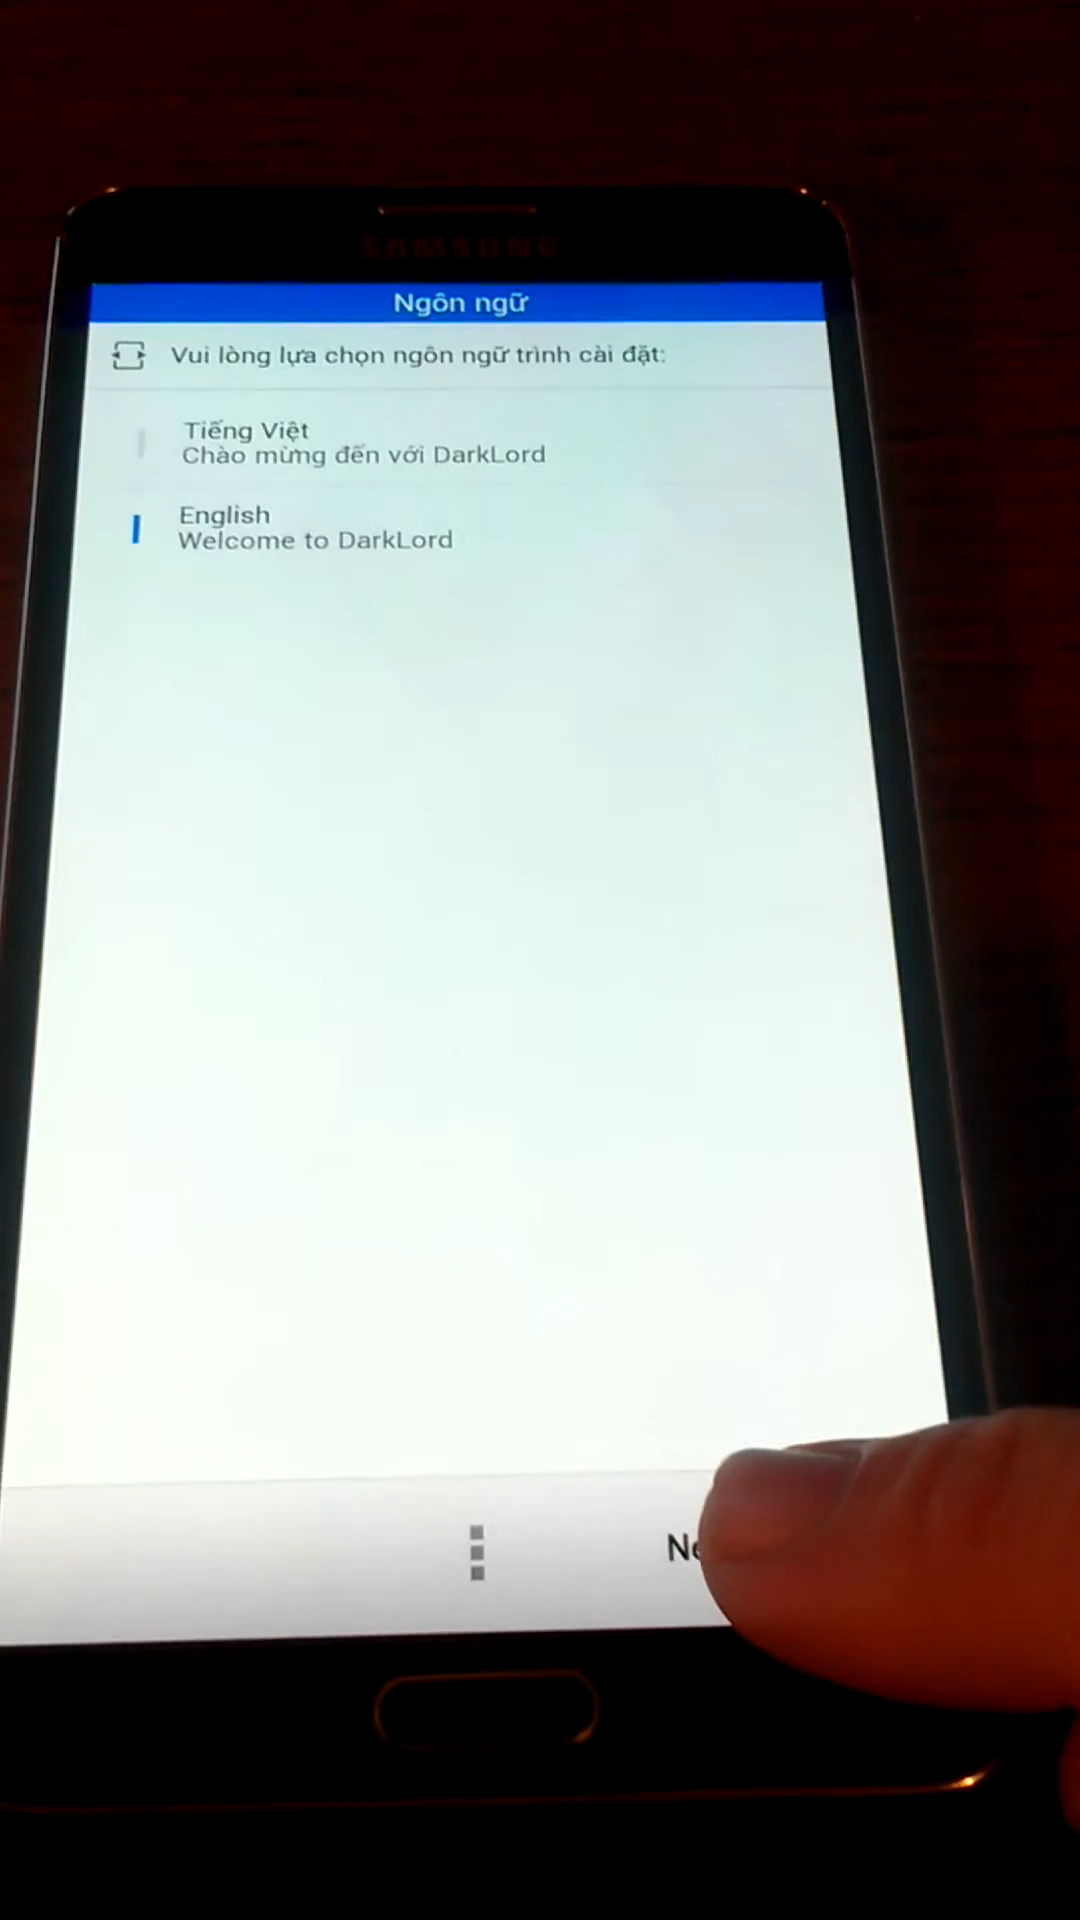 SAMSUNG
Ngôn ngữ
Vui lòng lựa chọn ngôn ngữ trình cài đặt:
Tiếng Việt
Chào mừng đến với DarkLord
English
Welcome to DarkLord